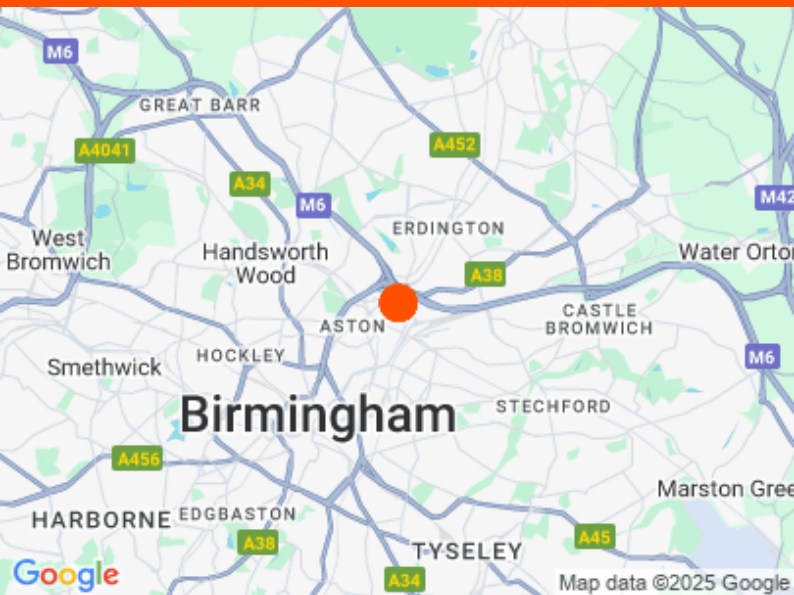 M6
GREAT BARR
A4041
A452
A34
M6
M42
ERDINGTON
West
Bromwich
Handsworth
Wood
Water Orton
A38
CASTLE
BROMWICH
ASTON
HOCKLEY
M6
Smethwick
Birmingham
STECHFORD
A456
Marston Gree
HARBORNE
EDGBASTON
A38
A45
TYSELEY
Google
A34
Map data ©2025 Google